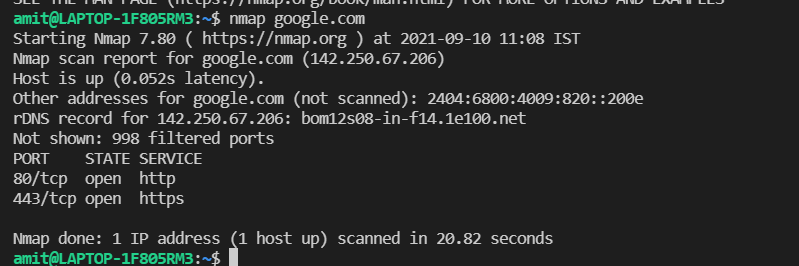 SEE THE MAN PAGE (https://nmap.org/book/man.html) FOR MORE OPTIONS AND EXAMPLES
amit@LAPTOP-1F805RM3:~$ nmap google.com
Starting Nmap 7.80 ( https://nmap.org ) at 2021-09-10 11:08 IST
Nmap scan report for google.com (142.250.67.206)
Host is up (0.052s latency).
Other addresses for google.com (not scanned): 2404:6800:4009:820::200e
rDNS record for 142.250.67.206: bom12s08-in-f14.1e100.net
Not shown: 998 filtered ports
PORT    STATE SERVICE
80/tcp  open  http
443/tcp open  https
Nmap done: 1 IP address (1 host up) scanned in 20.82 seconds
amit@LAPTOP-1F805RM3:~$